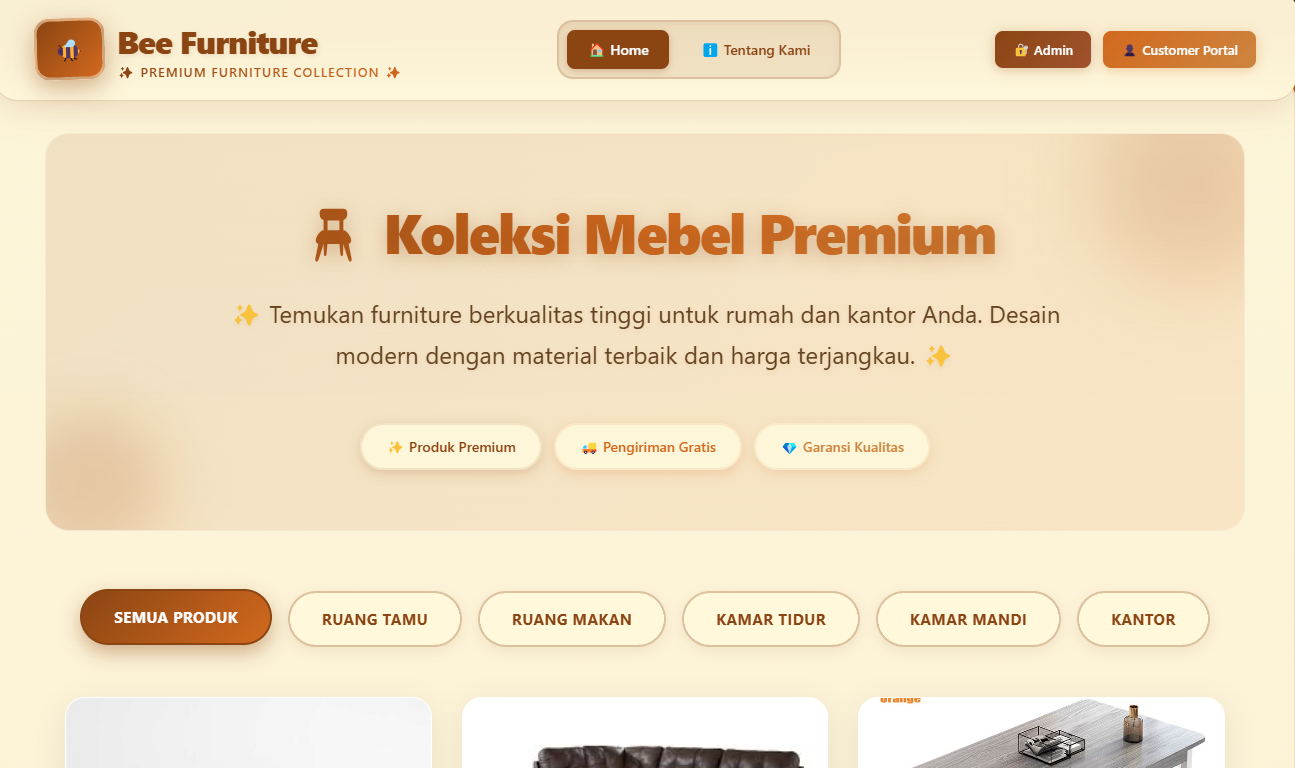 Bee Furniture
✨ PREMIUM FURNITURE COLLECTION ✨
🏠 Home
ℹ️ Tentang Kami
🔐 Admin
👤 Customer Portal
🪑 Koleksi Mebel Premium
✨ Temukan furniture berkualitas tinggi untuk rumah dan kantor Anda. Desain
modern dengan material terbaik dan harga terjangkau. ✨
✨ Produk Premium
🚚 Pengiriman Gratis
💎 Garansi Kualitas
SEMUA PRODUK
RUANG TAMU
RUANG MAKAN
KAMAR TIDUR
KAMAR MANDI
KANTOR
orange